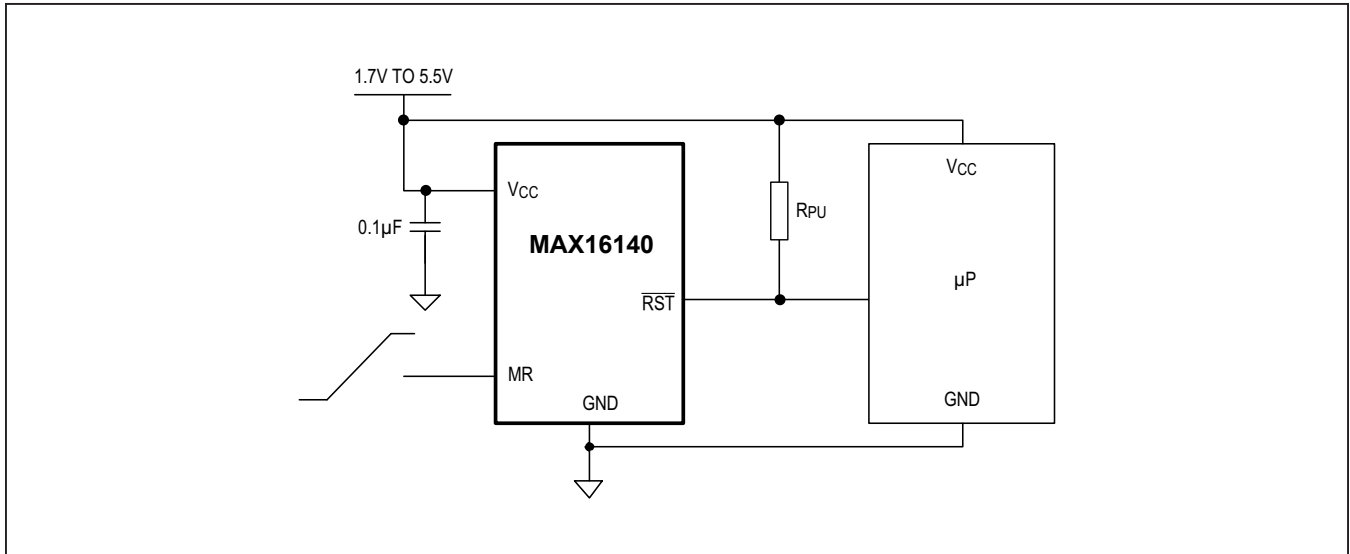 1.7V TO 5.5V
VCC
0.1µF
MAX16140
RST
MR
GND
RPU
VCC
µP
GND